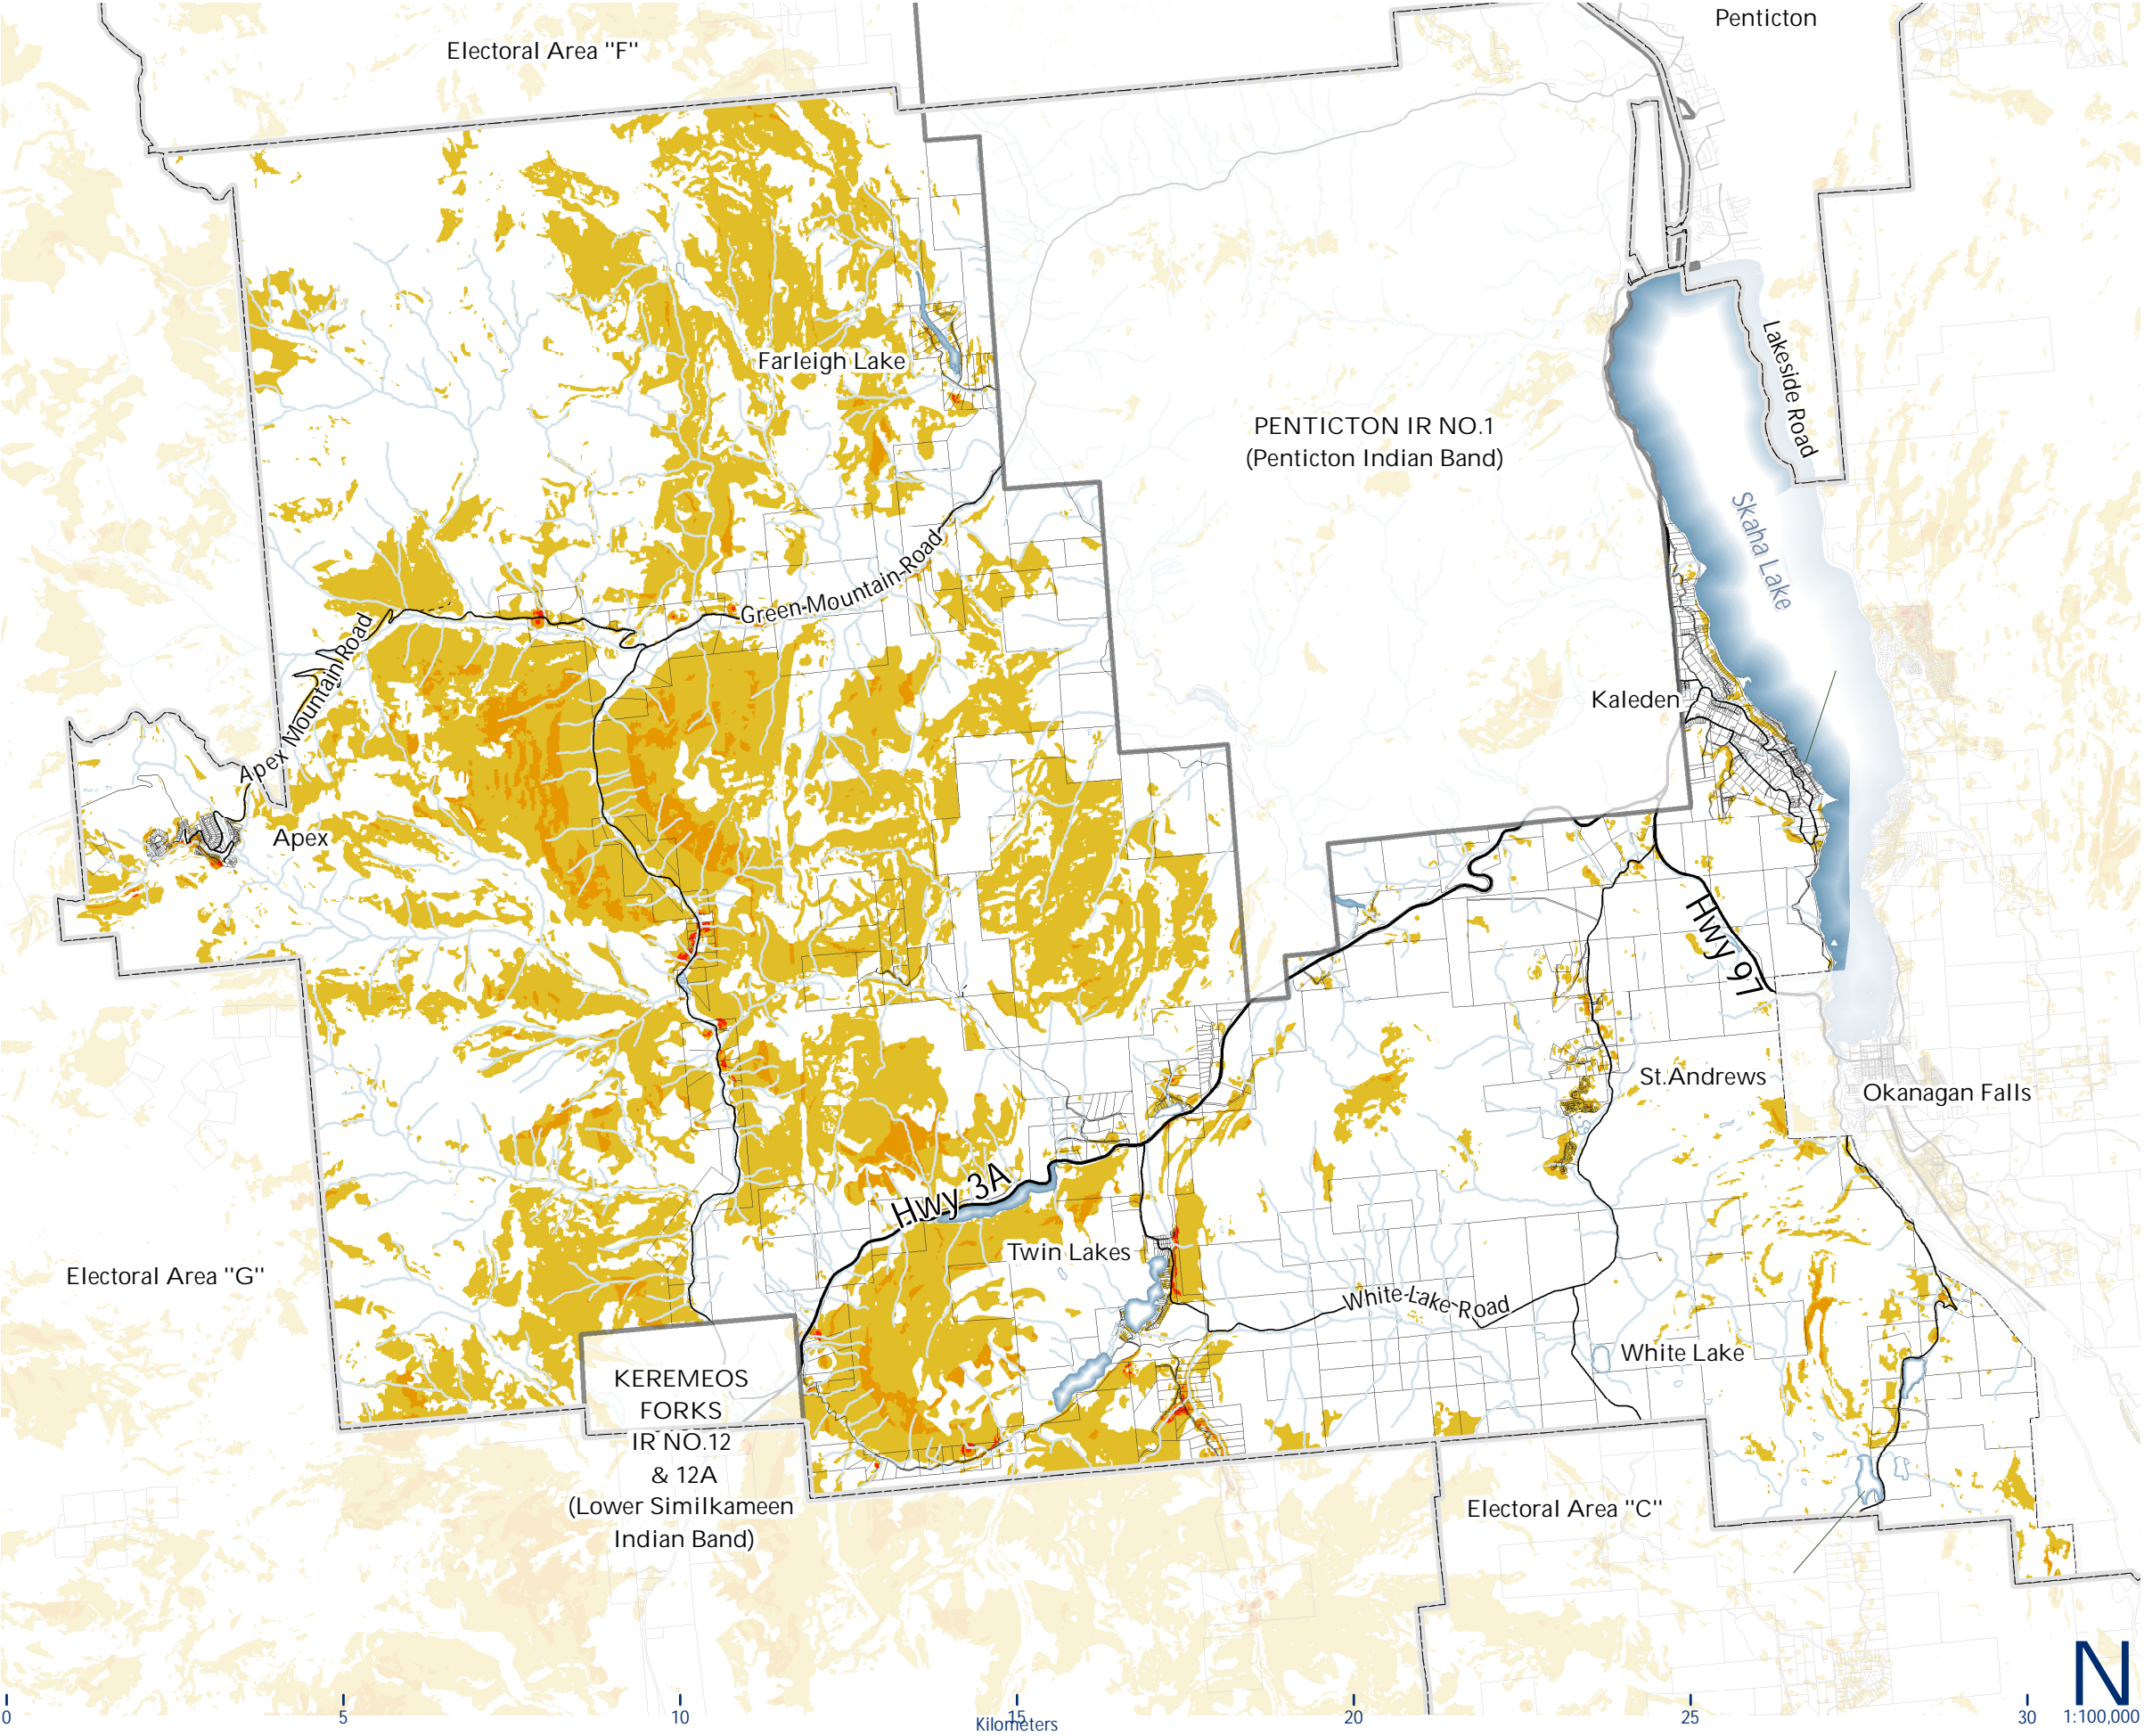 Penticton
Electoral Area "F"
Lakeside Road
Farleigh Lake
PENTICTON IR NO.1
(Penticton Indian Band)
Skaha Lake
Green Mountain Road
Apex Mountain Road
Kaleden
Apex
Hwy 97
St.Andrews
Okanagan Falls
Hwy 3A
Twin Lakes
Electoral Area "G"
White Lake Road
White Lake
KEREMEOS
FORKS
IR NO.12
& 12A
(Lower Similkameen
Indian Band)
Electoral Area "C"
N
0 5 10 15 20 25 30
Kilometers
1:100,000